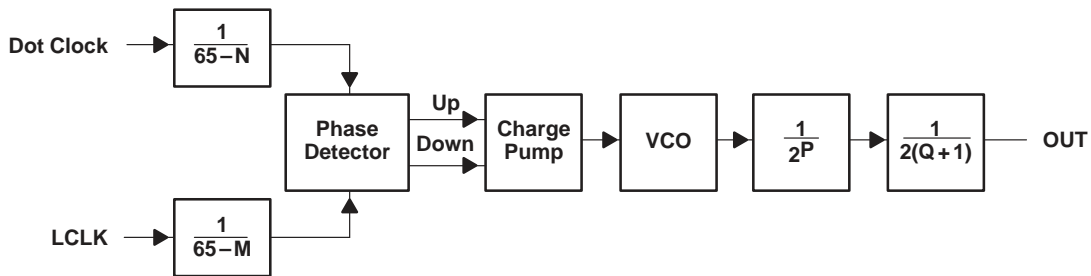 Dot Clock
1
65–N
Up
Phase
Detector
Down
Charge
Pump
VCO
1
2P
1
2(Q+1)
OUT
LCLK
1
65–M